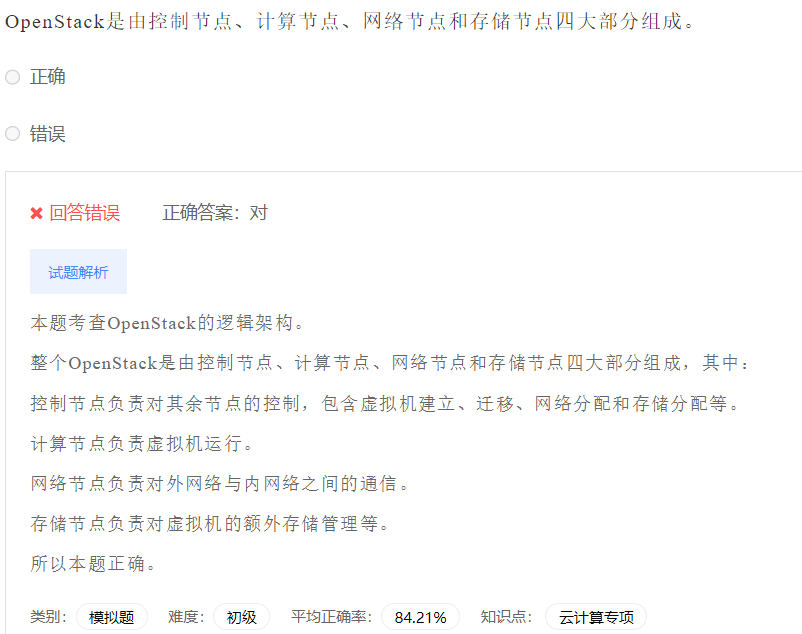 OpenStack是由控制节点、计算节点、网络节点和存储节点四大部分组成。
正确
错误
回答错误 正确答案：对
试题解析
本题考查OpenStack的逻辑架构。
整个OpenStack是由控制节点、计算节点、网络节点和存储节点四大部分组成，其中：
控制节点负责对其余节点的控制，包含虚拟机建立、迁移、网络分配和存储分配等。
计算节点负责虚拟机运行。
网络节点负责对外网络与内网络之间的通信。
存储节点负责对虚拟机的额外存储管理等。
所以本题正确。
类别： 模拟题 难度： 初级 平均正确率： 84.21% 知识点： 云计算专项